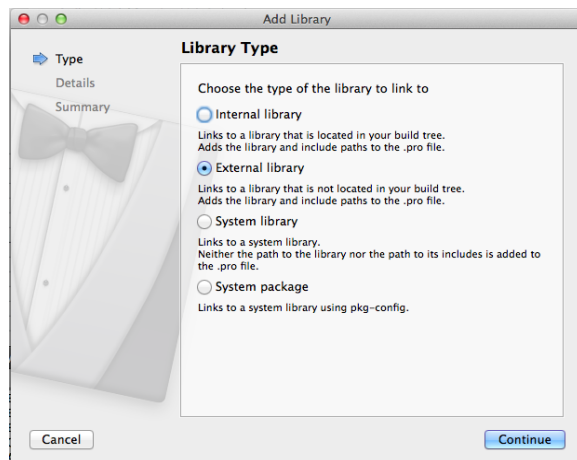 Add Library
Library Type
Type
Details
Summary
Choose the type of the library to link to
Internal library
Links to a library that is located in your build tree.
Adds the library and include paths to the .pro file.
External library
Links to a library that is not located in your build tree.
Adds the library and include paths to the .pro file.
System library
Links to a system library.
Neither the path to the library nor the path to its includes is added to
the .pro file.
System package
Links to a system library using pkg-config.
Cancel
Continue